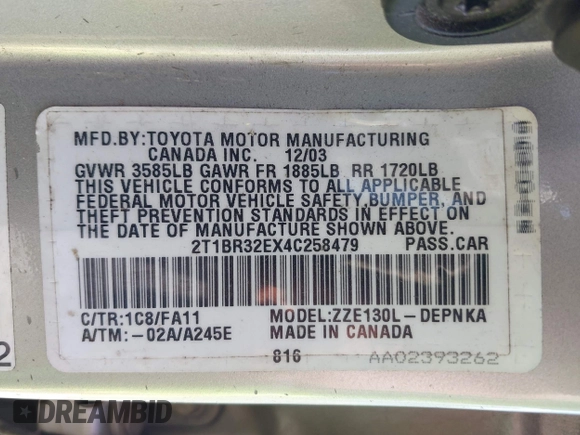 MFD.BY:TOYOTA MOTOR MANUFACTURING
CANADA INC. 12/03
GVWR 3585LB GAWR FR 1885LB RR 1720LB
THIS VEHICLE CONFORMS TO ALL APPLICABLE
FEDERAL MOTOR VEHICLE SAFETY,BUMPER, AND
THEFT PREVENTION STANDARDS IN EFFECT ON
THE DATE OF MANUFACTURE SHOWN ABOVE.
2T1BR32EX4C258479 PASS.CAR
C/TR:1C8/FA11 MODEL:ZZE130L-DEPNKA
A/TM:-02A/A245E MADE IN CANADA
816 AA02393262
2
DREAMBID